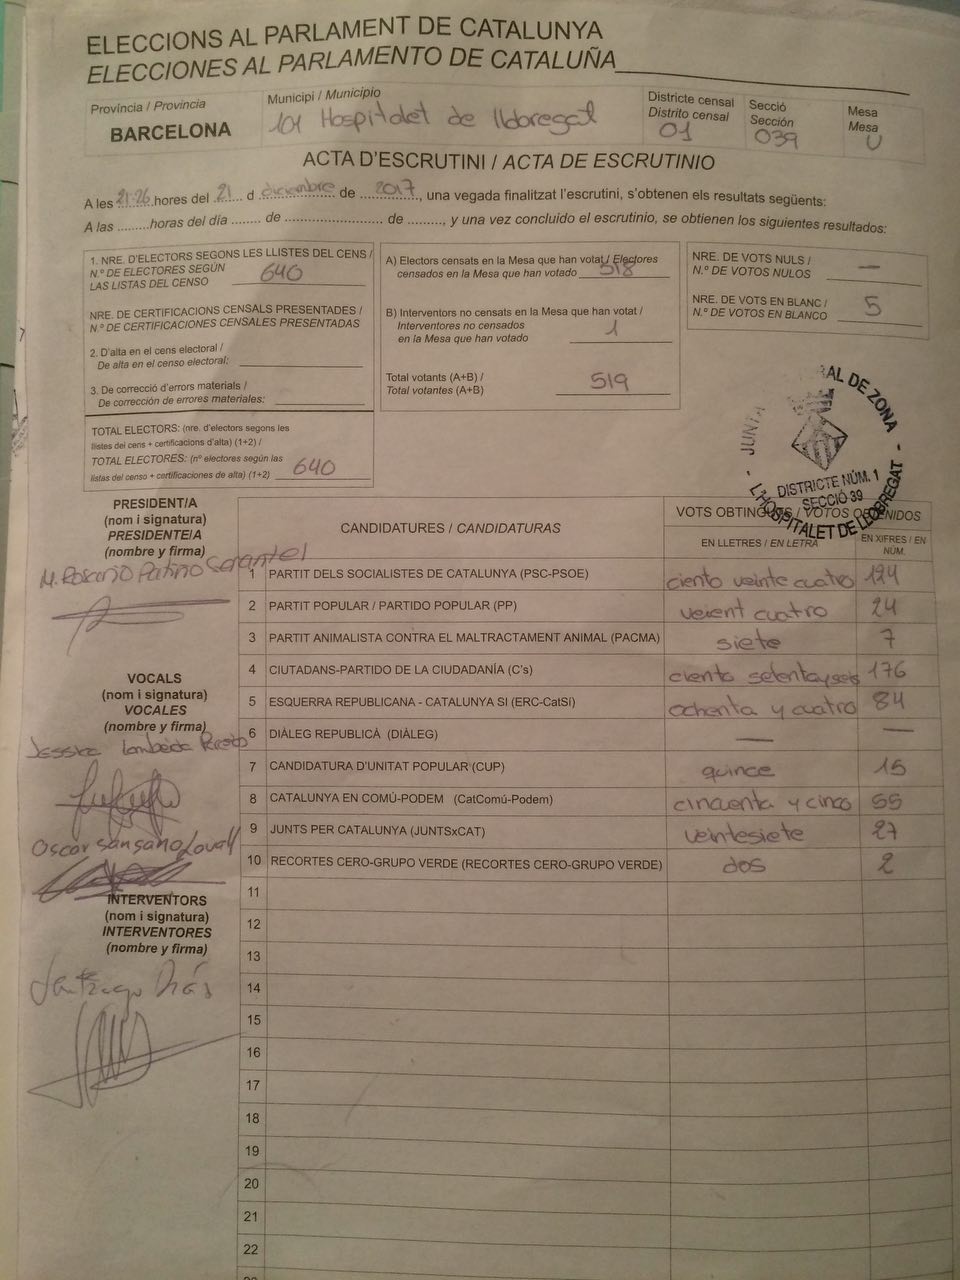 ELECCIONS AL PARLAMENT DE CATALUNYA
ELECCIONES AL PARLAMENTO DE CATALUÑA
Província / Provincia
BARCELONA
Municipi / Municipio
101 Hospitalet de Llobregat
Districte censal
Distrito censal
01
Secció
Sección
039
Mesa
Mesa
U
ACTA D'ESCRUTINI / ACTA DE ESCRUTINIO
A les 21:26 hores del 21 d diciembre de 2017, una vegada finalitzat l'escrutini, s'obtenen els resultats següents:
A las .........horas del día ........ de ........................ de ........., y una vez concluido el escrutinio, se obtienen los siguientes resultados:
1. NRE. D'ELECTORS SEGONS LES LLISTES DEL CENS /
N.º DE ELECTORES SEGÚN
LAS LISTAS DEL CENSO 640
NRE. DE CERTIFICACIONS CENSALS PRESENTADES /
N.º DE CERTIFICACIONES CENSALES PRESENTADAS
2. D'alta en el cens electoral /
De alta en el censo electoral:
3. De correcció d'errors materials /
De corrección de errores materiales:
TOTAL ELECTORS: (nre. d'electors segons les
llistes del cens + certificacions d'alta) (1+2) /
TOTAL ELECTORES: (nº electores según las
listas del censo + certificaciones de alta) (1+2) 640
A) Electors censats en la Mesa que han votat / Electores
censados en la Mesa que han votado 518
B) Interventors no censats en la Mesa que han votat /
Interventores no censados
en la Mesa que han votado 1
Total votants (A+B) /
Total votantes (A+B) 519
NRE. DE VOTS NULS /
N.º DE VOTOS NULOS —
NRE. DE VOTS EN BLANC /
N.º DE VOTOS EN BLANCO 5
JUNTA AL DE ZONA
DISTRICTE NÚM. 1
SECCIÓ 39
- L'HOSPITALET DE LLOBREGAT -
PRESIDENT/A
(nom i signatura)
PRESIDENTE/A
(nombre y firma)
M. Rosario Patino
VOCALS
(nom i signatura)
VOCALES
(nombre y firma)
Jessica
Oscar Sansano
INTERVENTORS
(nom i signatura)
INTERVENTORES
(nombre y firma)
Santiago
CANDIDATURES / CANDIDATURAS
VOTS OBTINGUTS / VOTOS OBTENIDOS
EN LLETRES / EN LETRA
EN XIFRES / EN
NÚM.
1 PARTIT DELS SOCIALISTES DE CATALUNYA (PSC-PSOE) ciento veinte cuatro 124
2 PARTIT POPULAR / PARTIDO POPULAR (PP) veient cuatro 24
3 PARTIT ANIMALISTA CONTRA EL MALTRACTAMENT ANIMAL (PACMA) siete 7
4 CIUTADANS-PARTIDO DE LA CIUDADANÍA (C's) ciento setentayseis 176
5 ESQUERRA REPUBLICANA - CATALUNYA SI (ERC-CatSí) ochenta y cuatro 84
6 DIÀLEG REPUBLICÀ (DIÀLEG) — —
7 CANDIDATURA D'UNITAT POPULAR (CUP) quince 15
8 CATALUNYA EN COMÚ-PODEM (CatComú-Podem) cincuenta y cinco 55
9 JUNTS PER CATALUNYA (JUNTSxCAT) veintesiete 27
10 RECORTES CERO-GRUPO VERDE (RECORTES CERO-GRUPO VERDE) dos 2
11
12
13
14
15
16
17
18
19
20
21
22